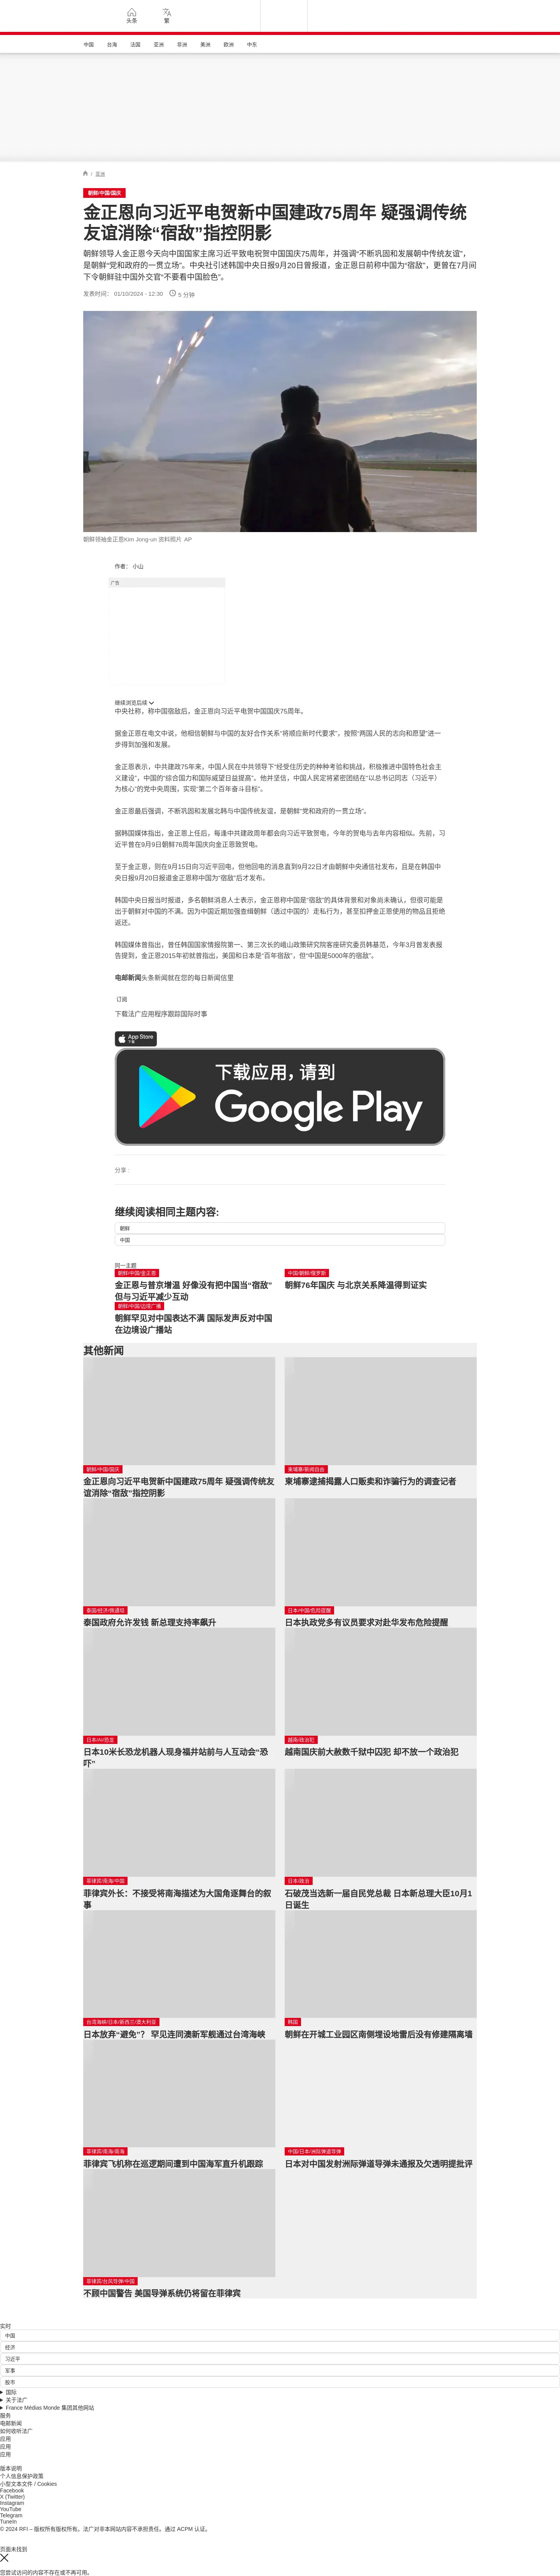 头条
繁
中国
台海
法国
亚洲
非洲
美洲
欧洲
中东
/ 亚洲
朝鲜/中国/国庆
金正恩向习近平电贺新中国建政75周年 疑强调传统
友谊消除“宿敌”指控阴影
朝鲜领导人金正恩今天向中国国家主席习近平致电祝贺中国国庆75周年，并强调“不断巩固和发展朝中传统友谊”，
是朝鲜“党和政府的一贯立场”。中央社引述韩国中央日报9月20日曾报道，金正恩日前称中国为“宿敌”，更曾在7月间
下令朝鲜驻中国外交官“不要看中国脸色”。
发表时间： 01/10/2024 - 12:30
5 分钟
朝鲜领袖金正恩Kim Jong-un 资料照片 AP
作者： 小山
广告
继续浏览后续
中央社称，称中国宿敌后，金正恩向习近平电贺中国国庆75周年。
据金正恩在电文中说，他相信朝鲜与中国的友好合作关系“将顺应新时代要求”，按照“两国人民的志向和愿望”进一
步得到加强和发展。
金正恩表示，中共建政75年来，中国人民在中共领导下“经受住历史的种种考验和挑战，积极推进中国特色社会主
义建设”，中国的“综合国力和国际威望日益提高”。他并坚信，中国人民定将紧密团结在“以总书记同志（习近平）
为核心”的党中央周围，实现“第二个百年奋斗目标”。
金正恩最后强调，不断巩固和发展北韩与中国传统友谊，是朝鲜“党和政府的一贯立场”。
据韩国媒体指出，金正恩上任后，每逢中共建政周年都会向习近平致贺电，今年的贺电与去年内容相似。先前，习
近平曾在9月9日朝鲜76周年国庆向金正恩致贺电。
至于金正恩，则在9月15日向习近平回电，但他回电的消息直到9月22日才由朝鲜中央通信社发布，且是在韩国中
央日报9月20日报道金正恩称中国为“宿敌”后才发布。
韩国中央日报当时报道，多名朝鲜消息人士表示，金正恩称中国是“宿敌”的具体背景和对象尚未确认，但很可能是
出于朝鲜对中国的不满。因为中国近期加强查缉朝鲜（透过中国的）走私行为，甚至扣押金正恩使用的物品且拒绝
返还。
韩国媒体曾指出，曾任韩国国家情报院第一、第三次长的峨山政策研究院客座研究委员韩基范，今年3月曾发表报
告提到，金正恩2015年初就曾指出，美国和日本是“百年宿敌”，但“中国是5000年的宿敌”。
电邮新闻头条新闻就在您的每日新闻信里
订阅
下载法广应用程序跟踪国际时事
App Store
下载
下载应用，请到
Google Play
分享 :
继续阅读相同主题内容:
朝鲜
中国
同一主题
朝鲜/中国/金正恩
金正恩与普京增温 好像没有把中国当“宿敌”
但与习近平减少互动
中国/朝鲜/俄罗斯
朝鲜76年国庆 与北京关系降温得到证实
朝鲜/中国/边境广播
朝鲜罕见对中国表达不满 国际发声反对中国
在边境设广播站
其他新闻
朝鲜/中国/国庆
金正恩向习近平电贺新中国建政75周年 疑强调传统友
谊消除“宿敌”指控阴影
柬埔寨/新闻自由
柬埔寨逮捕揭露人口贩卖和诈骗行为的调查记者
泰国/经济/佩通坦
泰国政府允许发钱 新总理支持率飙升
日本/中国/危险提醒
日本执政党多有议员要求对赴华发布危险提醒
日本/AI/恐龙
日本10米长恐龙机器人现身福井站前与人互动会“恐
吓”
越南/政治犯
越南国庆前大赦数千狱中囚犯 却不放一个政治犯
菲律宾/南海/中国
菲律宾外长：不接受将南海描述为大国角逐舞台的叙
事
日本/政治
石破茂当选新一届自民党总裁 日本新总理大臣10月1
日诞生
台湾海峡/日本/新西兰/澳大利亚
日本放弃“避免”？ 罕见连同澳新军舰通过台湾海峡
韩国
朝鲜在开城工业园区南侧埋设地雷后没有修建隔离墙
菲律宾/南海/南海
菲律宾飞机称在巡逻期间遭到中国海军直升机跟踪
中国/日本/洲际弹道导弹
日本对中国发射洲际弹道导弹未通报及欠透明提批评
菲律宾/台风导弹/中国
不顾中国警告 美国导弹系统仍将留在菲律宾
实时
中国
经济
习近平
军事
股市
国际
关于法广
France Médias Monde 集团其他网站
服务
电邮新闻
如何收听法广
应用
应用
应用
版本说明
个人信息保护政策
小型文本文件 / Cookies
Facebook
X (Twitter)
Instagram
YouTube
Telegram
TuneIn
© 2024 RFI – 版权所有版权所有。法广对非本网站内容不承担责任。通过 ACPM 认证。
页面未找到
您尝试访问的内容不存在或不再可用。